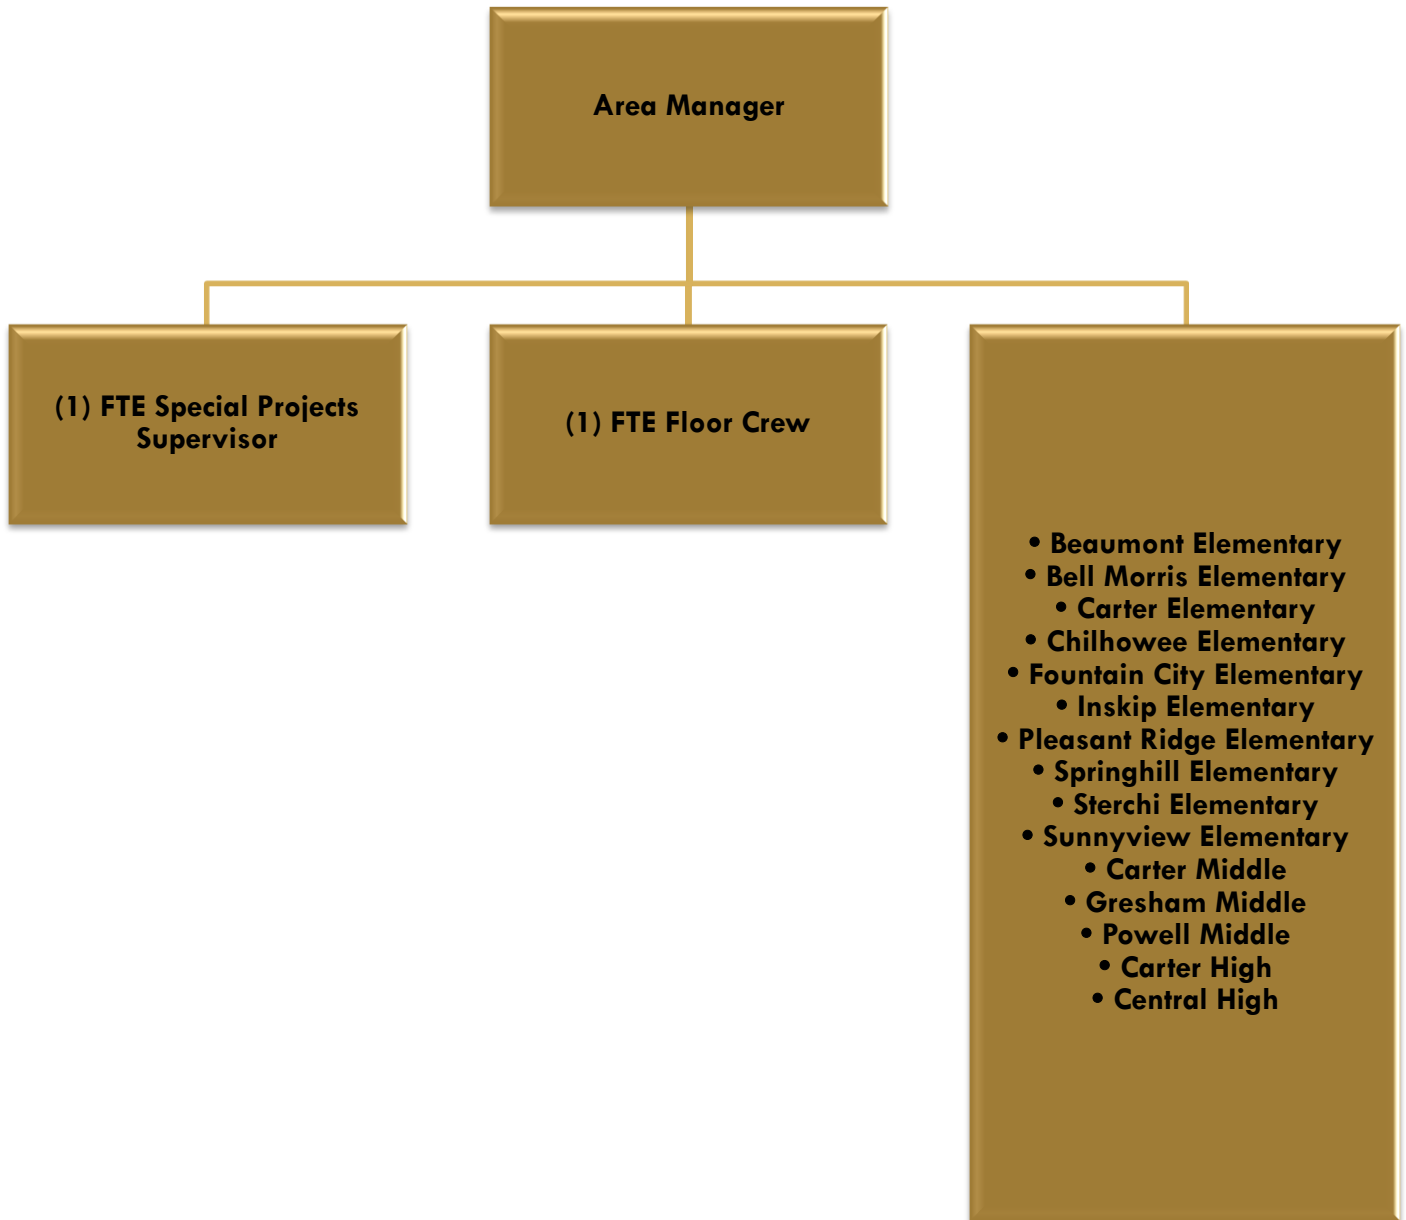 Area Manager
(1) FTE Special Projects
Supervisor
(1) FTE Floor Crew
• Beaumont Elementary
• Bell Morris Elementary
• Carter Elementary
• Chilhowee Elementary
• Fountain City Elementary
• Inskip Elementary
• Pleasant Ridge Elementary
• Springhill Elementary
• Sterchi Elementary
• Sunnyview Elementary
• Carter Middle
• Gresham Middle
• Powell Middle
• Carter High
• Central High